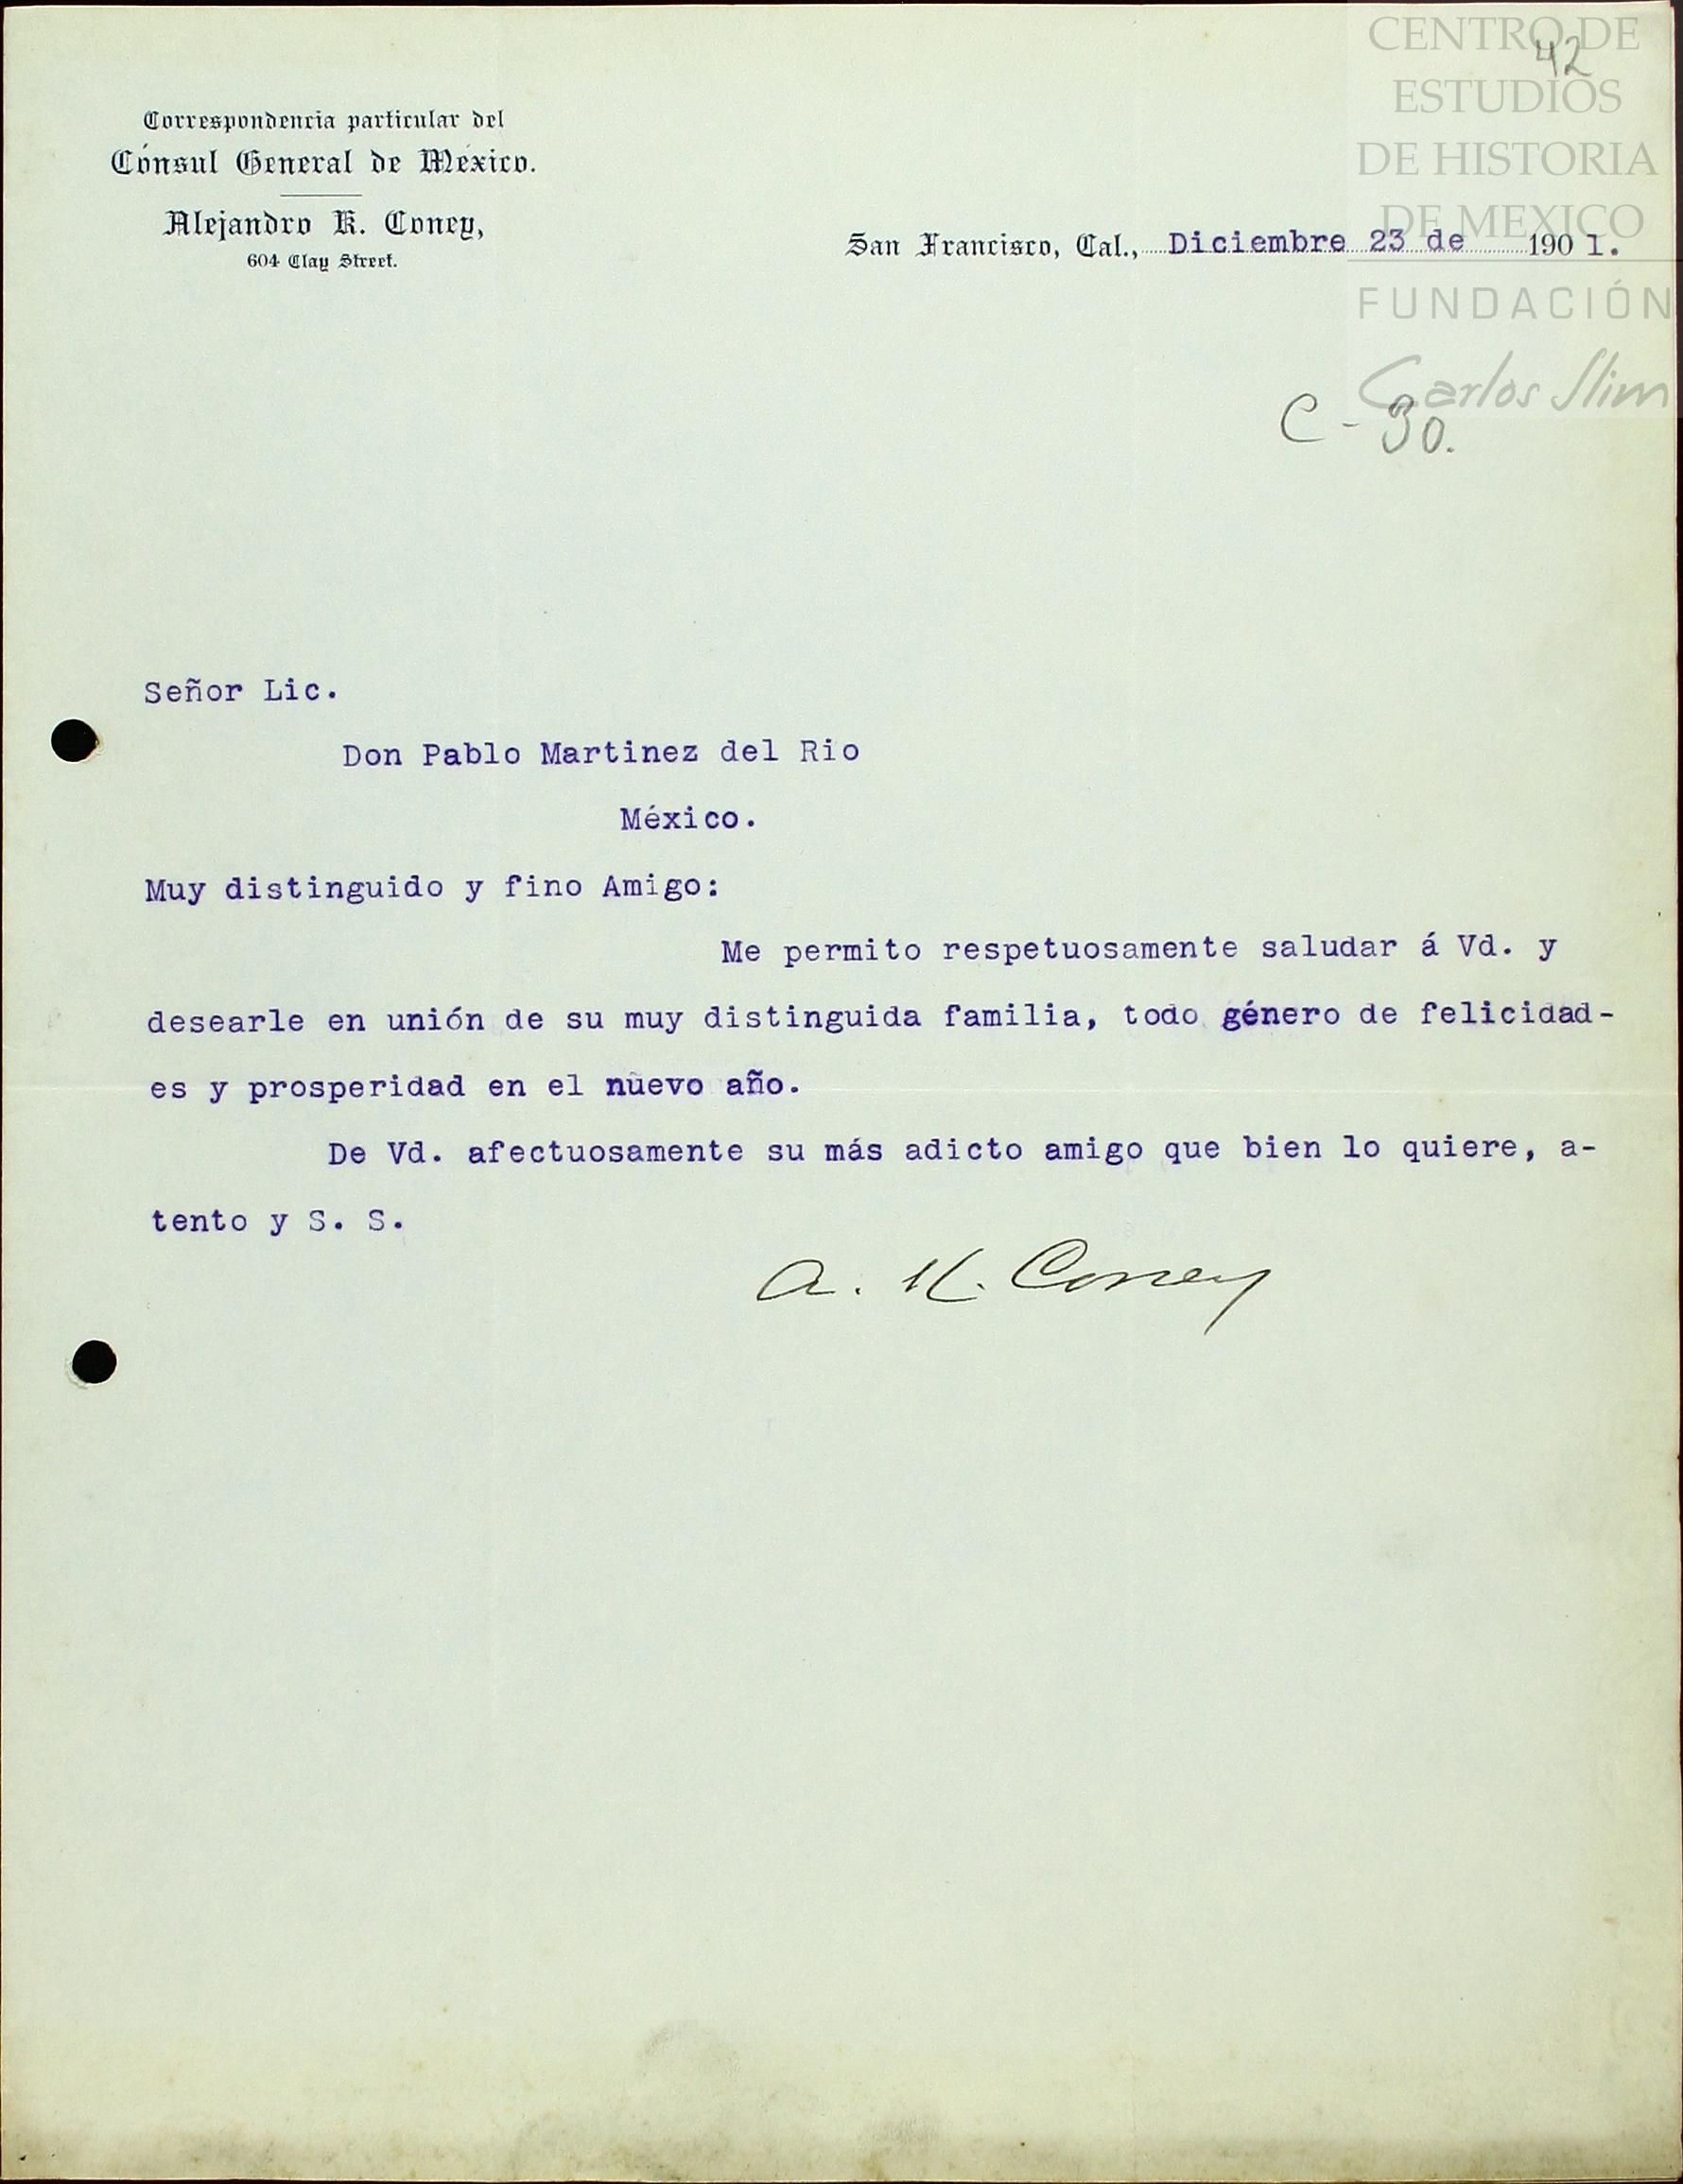 CENTRO DE
ESTUDIOS
DE HISTORIA
DE MEXICO
FUNDACIÓN
Carlos Slim
42
Correspondencia particular del
Cónsul General de México.
Alejandro K. Coney,
604 Clay Street.
San Francisco, Cal., Diciembre 23 de 1901.
C - 30.
Señor Lic.
Don Pablo Martinez del Rio
México.
Muy distinguido y fino Amigo:
Me permito respetuosamente saludar á Vd. y
desearle en unión de su muy distinguida familia, todo género de felicidad-
es y prosperidad en el nuevo año.
De Vd. afectuosamente su más adicto amigo que bien lo quiere, a-
tento y S. S.
A. K. Coney